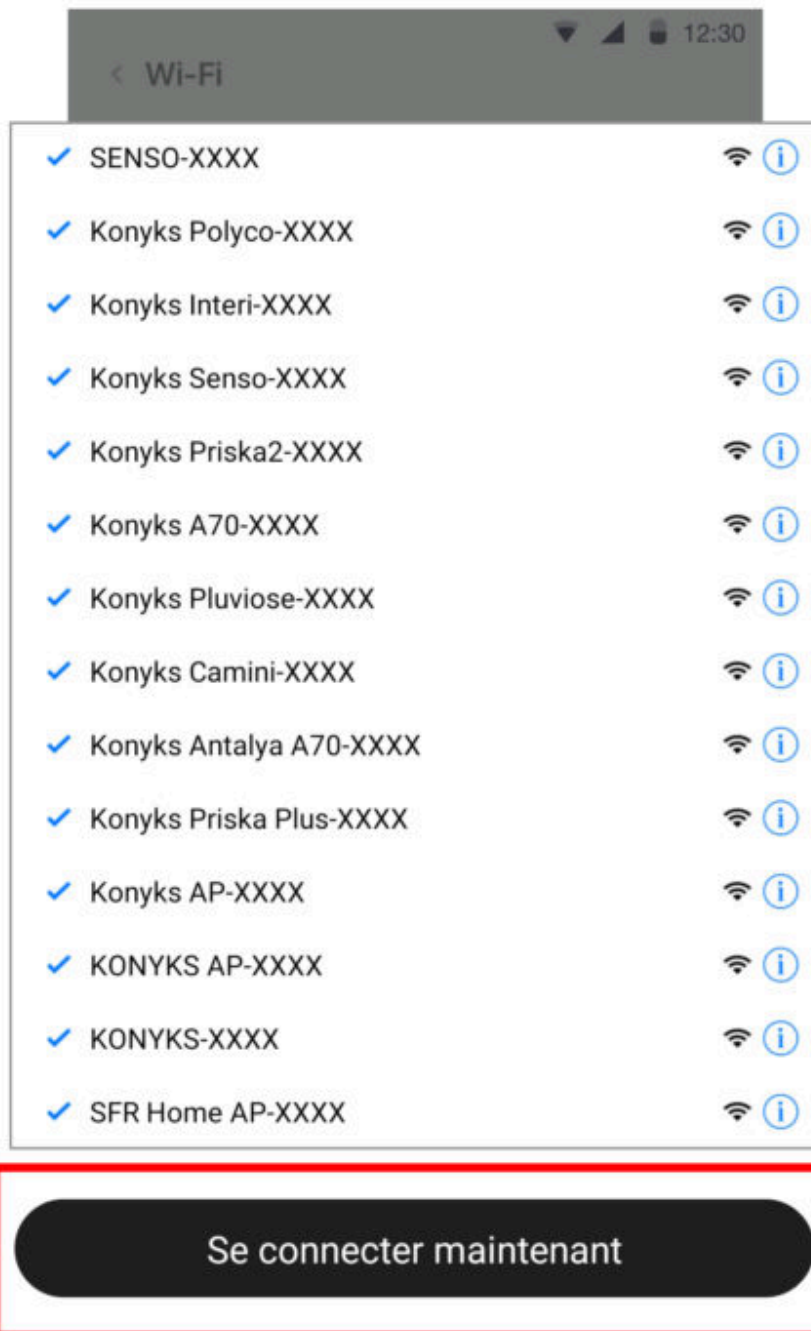 12:30
< Wi-Fi
SENSO-XXXX
Konyks Polyco-XXXX
Konyks Interi-XXXX
Konyks Senso-XXXX
Konyks Priska2-XXXX
Konyks A70-XXXX
Konyks Pluviose-XXXX
Konyks Camini-XXXX
Konyks Antalya A70-XXXX
Konyks Priska Plus-XXXX
Konyks AP-XXXX
KONYKS AP-XXXX
KONYKS-XXXX
SFR Home AP-XXXX
Se connecter maintenant